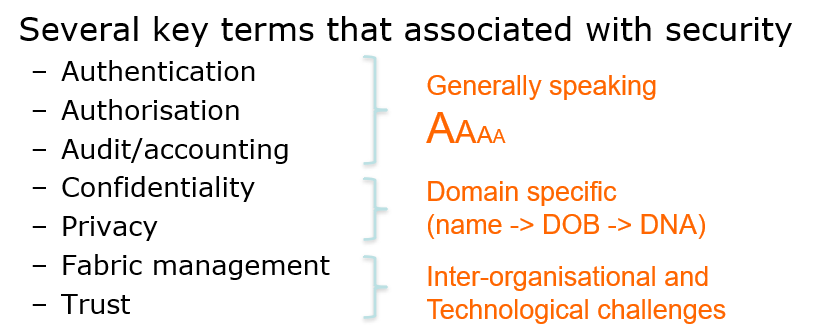 Several key terms that associated with security
– Authentication
– Authorisation
– Audit/accounting
– Confidentiality
– Privacy
– Fabric management
– Trust
Generally speaking
AAAA
Domain specific
(name -> DOB -> DNA)
Inter-organisational and
Technological challenges